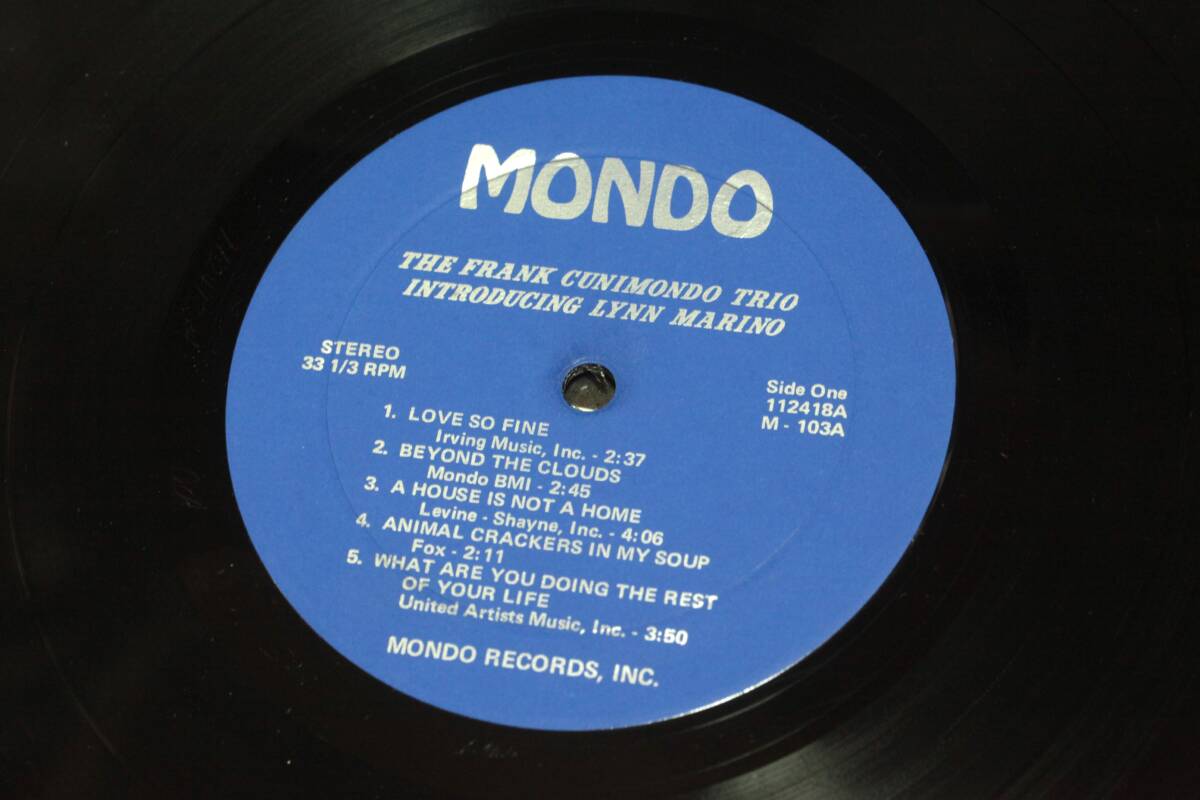 MONDO
THE FRANK CUNIMONDO TRIO
INTRODUCING LYNN MARINO
STEREO
33 1/3 RPM
Side One
112418A
M - 103A
1. LOVE SO FINE
Irving Music, Inc. - 2:37
2. BEYOND THE CLOUDS
Mondo BMI - 2:45
3. A HOUSE IS NOT A HOME
Levine - Shayne, Inc. - 4:06
4. ANIMAL CRACKERS IN MY SOUP
Fox - 2:11
5. WHAT ARE YOU DOING THE REST
OF YOUR LIFE
United Artists Music, Inc. - 3:50
MONDO RECORDS, INC.